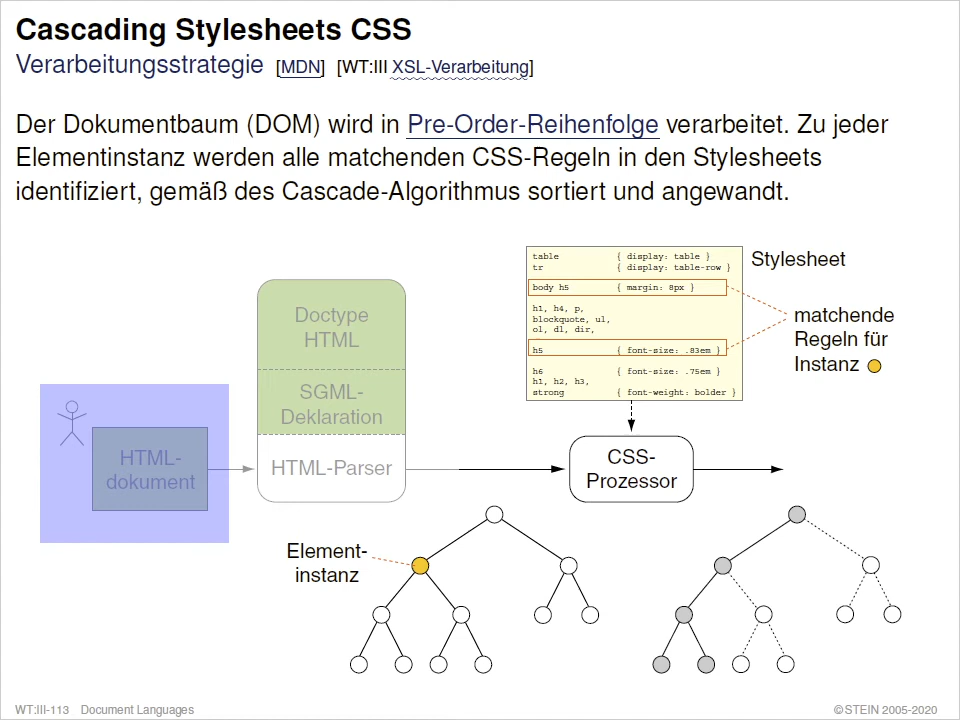 Cascading Stylesheets CSS
Verarbeitungsstrategie [MDN] [WT:III XSL-Verarbeitung]
Der Dokumentbaum (DOM) wird in Pre-Order-Reihenfolge verarbeitet. Zu jeder
Elementinstanz werden alle matchenden CSS-Regeln in den Stylesheets
identifiziert, gemäß des Cascade-Algorithmus sortiert und angewandt.
table { display: table }
tr { display: table-row }
body h5 { margin: 8px }
h1, h4, p,
blockquote, ul,
ol, dl, dir,
h5 { font-size: .83em }
h6 { font-size: .75em }
h1, h2, h3,
strong { font-weight: bolder }
Stylesheet
matchende
Regeln für
Instanz
Doctype
HTML
SGML-
Deklaration
HTML-Parser
HTML-
dokument
CSS-
Prozessor
Element-
instanz
WT:III-113 Document Languages
©STEIN 2005-2020